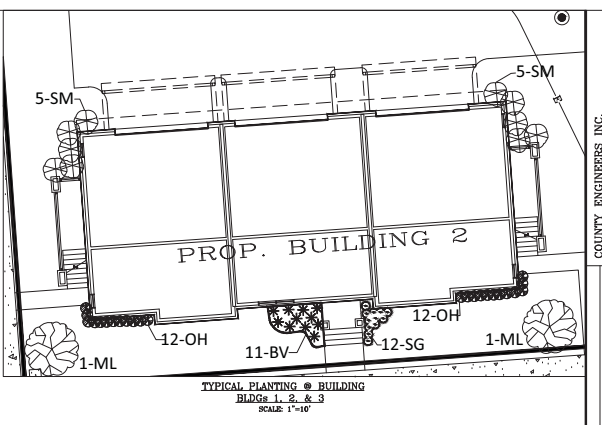 5-SM
5-SM
E
COUNTY ENGINEERS INC.
PROP. BUILDING 2
12-OH
12-OH
1-ML
11-BV
12-SG
1-ML
TYPICAL PLANTING @ BUILDING
BLDGs 1, 2, & 3
SCALE: 1"=10'